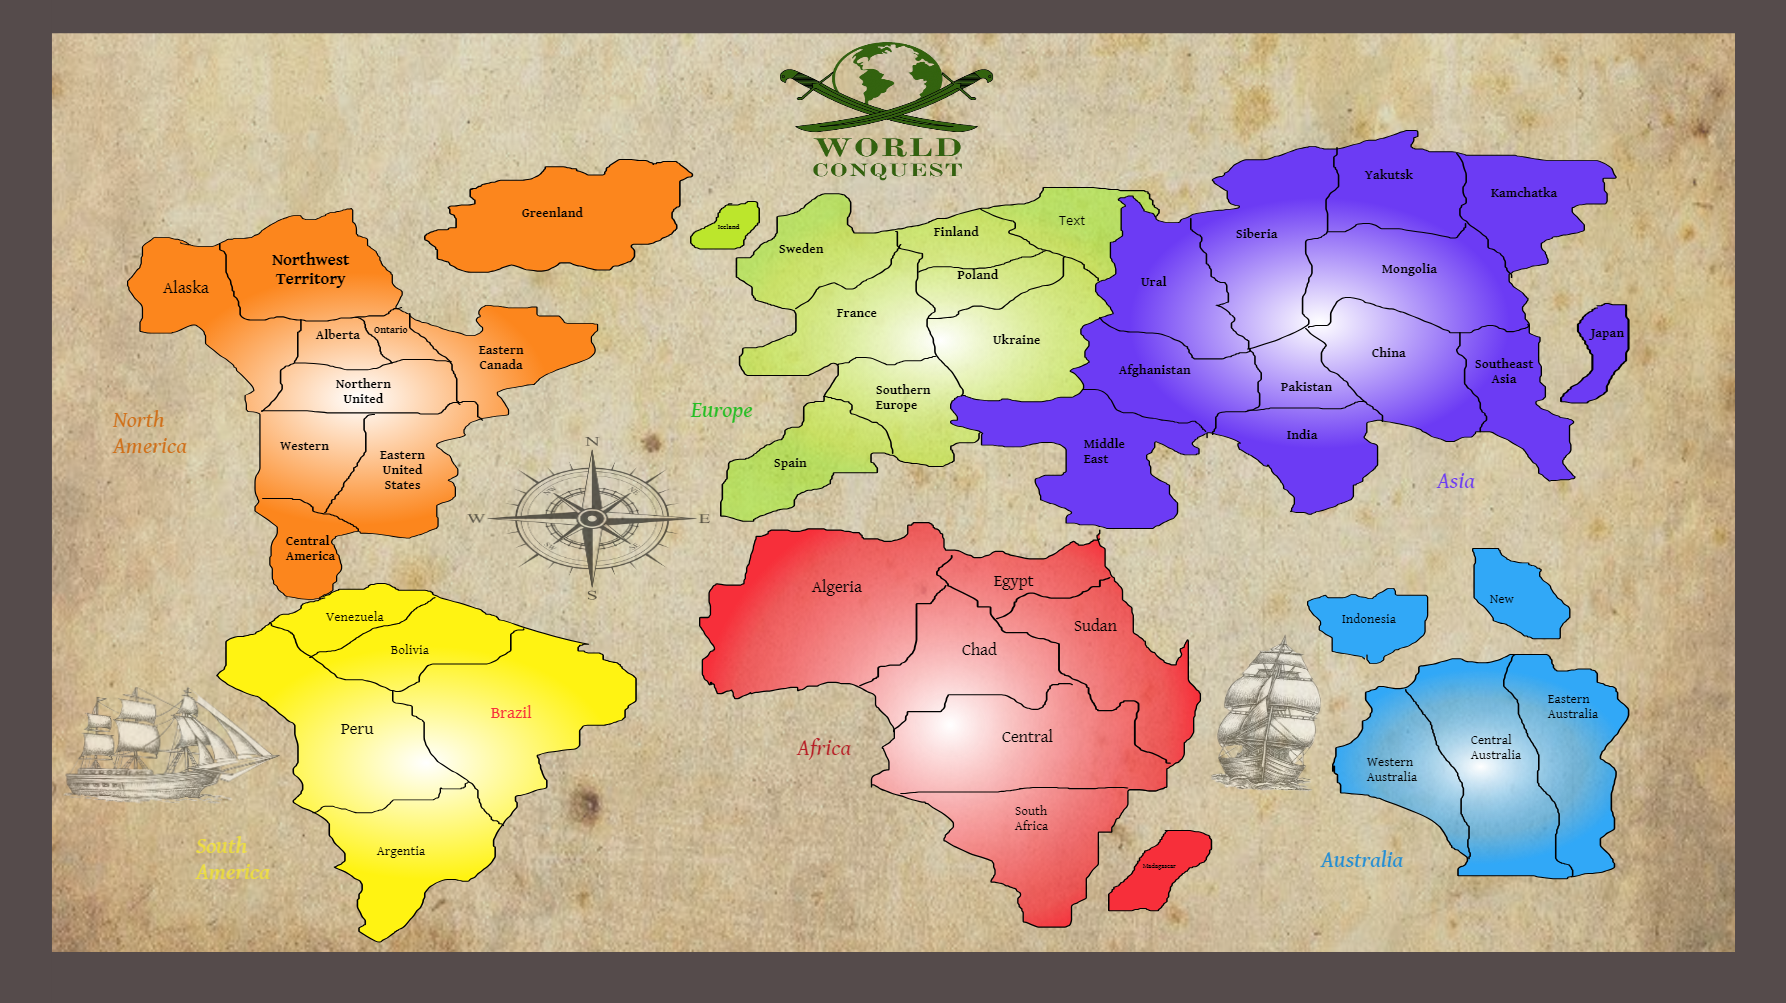 WORLD
CONQUEST
Greenland
Northwest
Territory
Alaska
Alberta
Ontario
Eastern
Canada
Northern
United
Western
Eastern
United
States
Central
America
North
America
N
W
E
S
Iceland
Sweden
Finland
Text
Poland
France
Ukraine
Southern
Europe
Spain
Europe
Yakutsk
Kamchatka
Siberia
Ural
Mongolia
Japan
China
Southeast
Asia
Afghanistan
Pakistan
India
Middle
East
Asia
Venezuela
Bolivia
Brazil
Peru
Argentia
South
America
Algeria
Egypt
Sudan
Chad
Central
South
Africa
Madagascar
Africa
New
Indonesia
Eastern
Australia
Central
Australia
Western
Australia
Australia